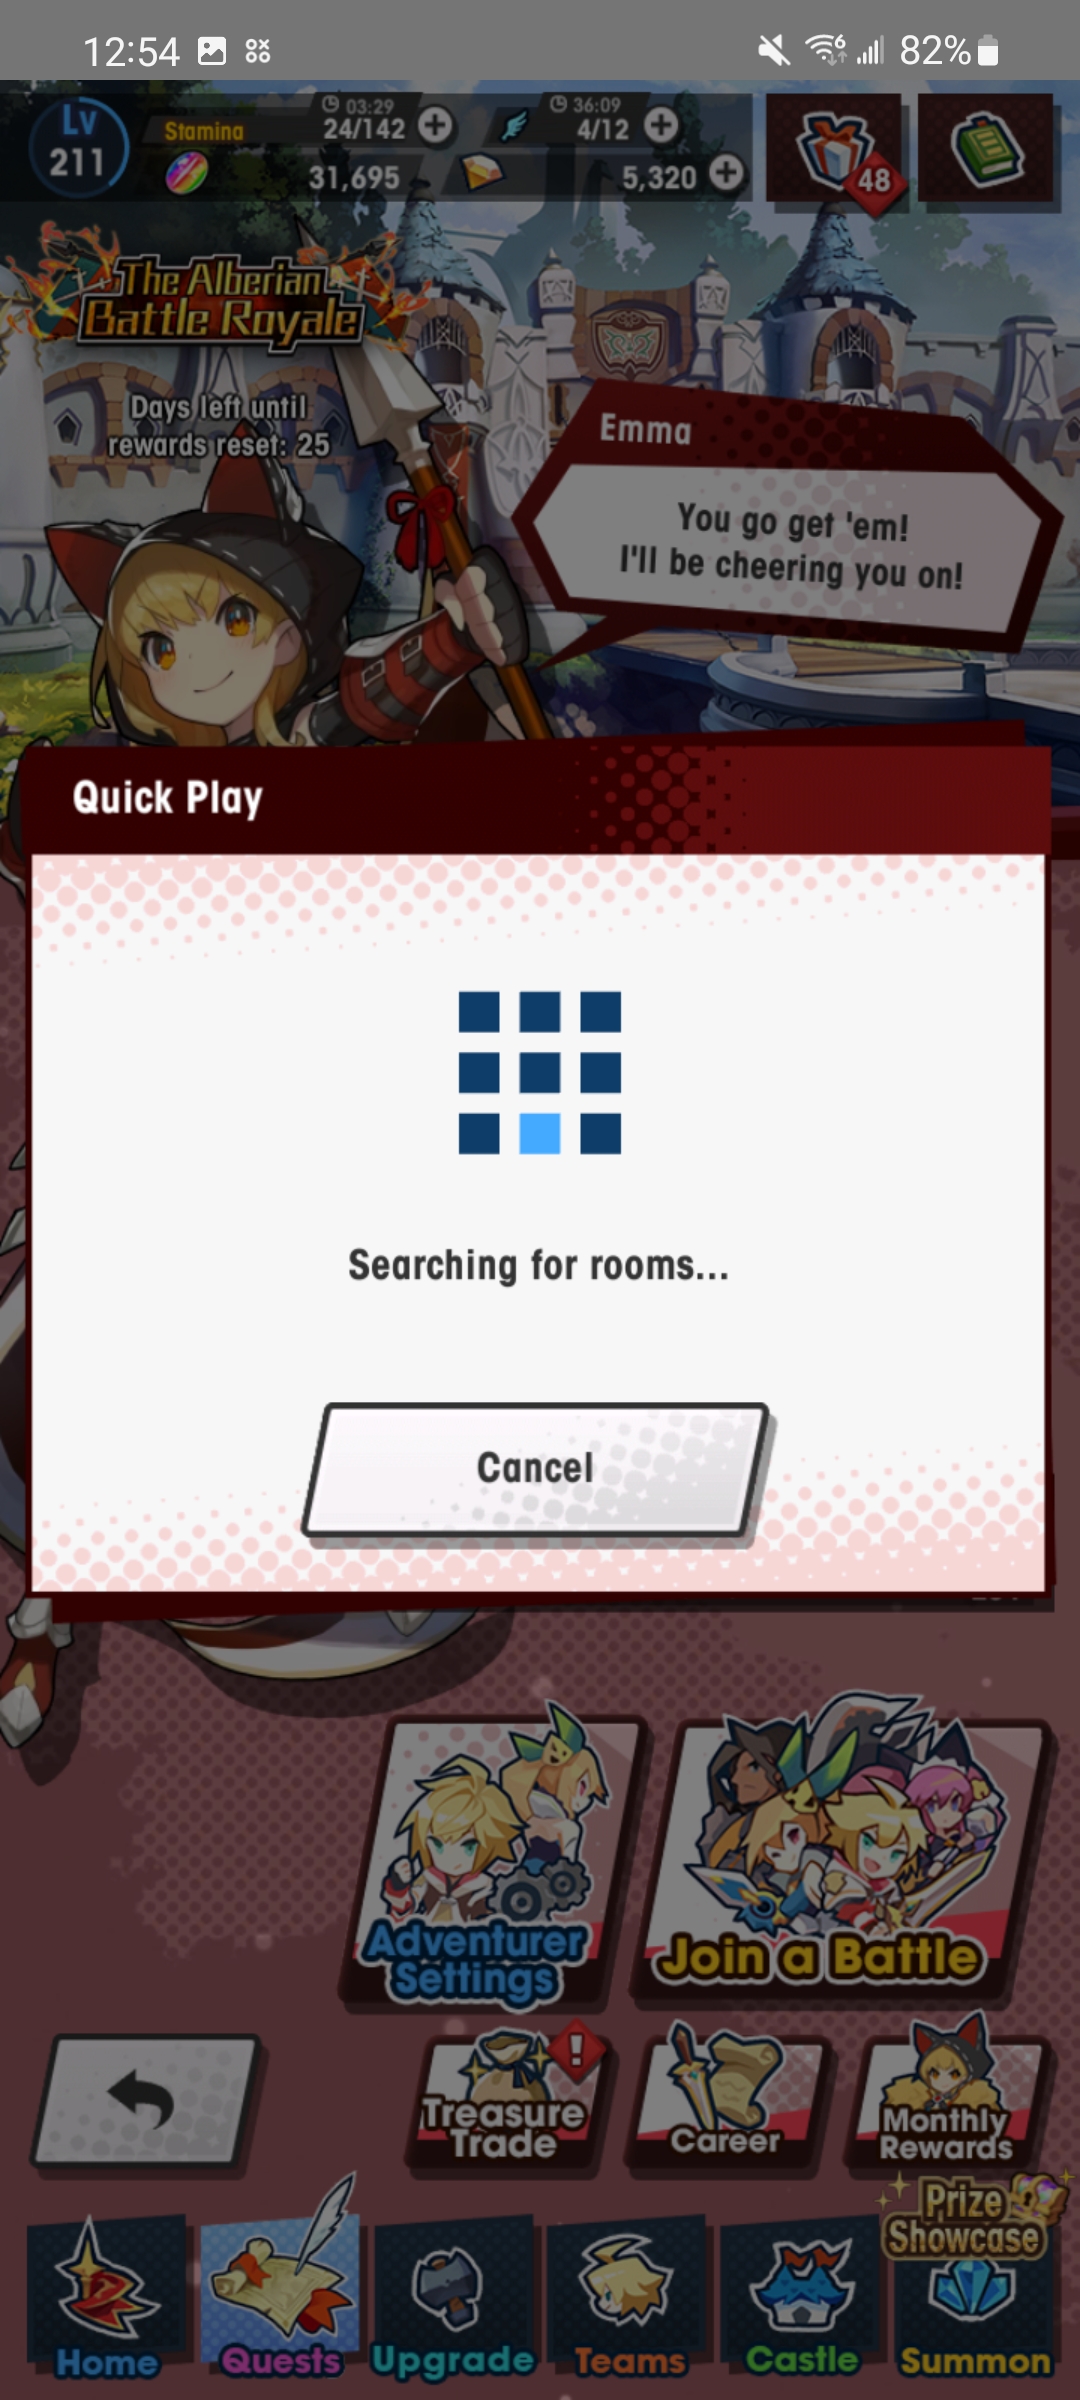 12:54
82%
Lv
211
Stamina
03:29
24/142
36:09
4/12
31,695
5,320
48
The Alberian
Battle Royale
Days left until
rewards reset: 25
Emma
You go get 'em!
I'll be cheering you on!
Quick Play
Searching for rooms...
Cancel
Adventurer
Settings
Join a Battle
Treasure
Trade
Career
Monthly
Rewards
Prize
Showcase
Home
Quests
Upgrade
Teams
Castle
Summon